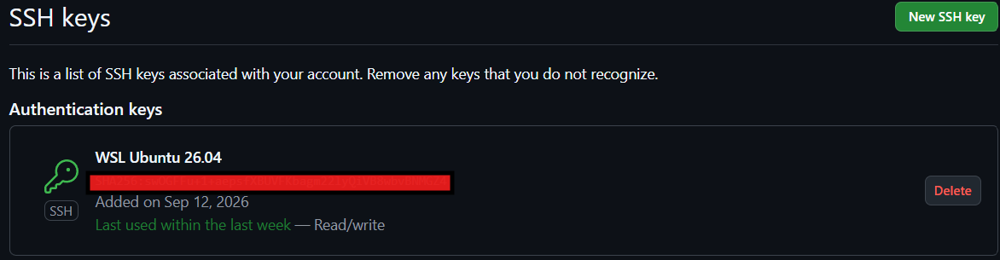 SSH keys
New SSH key
This is a list of SSH keys associated with your account. Remove any keys that you do not recognize.
Authentication keys
WSL Ubuntu 26.04
Added on Sep 12, 2026
SSH
Last used within the last week — Read/write
Delete